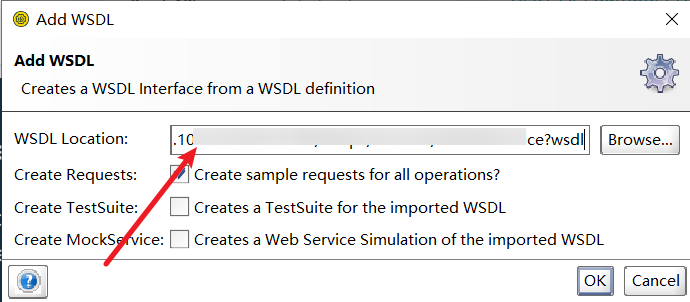 Add WSDL
Add WSDL
Creates a WSDL Interface from a WSDL definition
WSDL Location: .10 ce?wsdl Browse...
Create Requests: Create sample requests for all operations?
Create TestSuite: Creates a TestSuite for the imported WSDL
Create MockService: Creates a Web Service Simulation of the imported WSDL
? OK Cancel